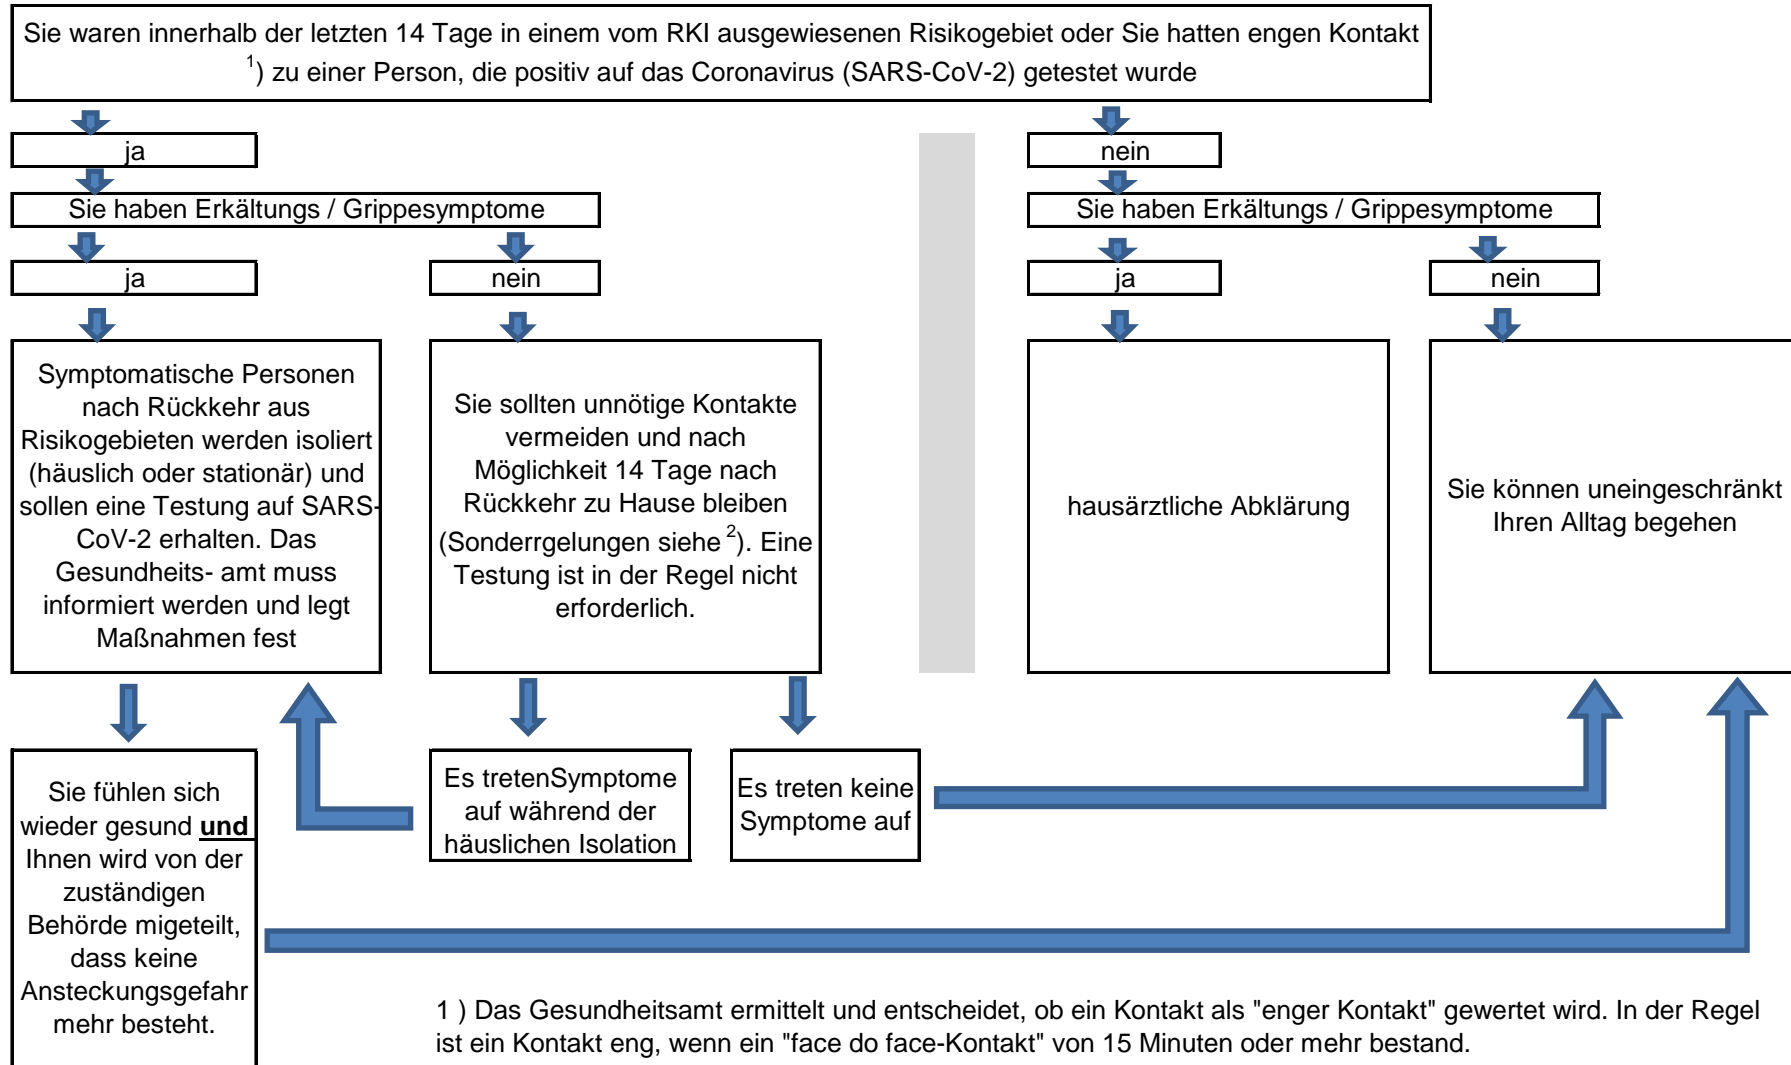 Sie waren innerhalb der letzten 14 Tage in einem vom RKI ausgewiesenen Risikogebiet oder Sie hatten engen Kontakt
1) zu einer Person, die positiv auf das Coronavirus (SARS-CoV-2) getestet wurde
ja
nein
Sie haben Erkältungs / Grippesymptome
Sie haben Erkältungs / Grippesymptome
ja
nein
ja
nein
Symptomatische Personen
nach Rückkehr aus
Risikogebieten werden isoliert
(häuslich oder stationär) und
sollen eine Testung auf SARS-
CoV-2 erhalten. Das
Gesundheits- amt muss
informiert werden und legt
Maßnahmen fest
Sie sollten unnötige Kontakte
vermeiden und nach
Möglichkeit 14 Tage nach
Rückkehr zu Hause bleiben
(Sonderrgelungen siehe 2). Eine
Testung ist in der Regel nicht
erforderlich.
hausärztliche Abklärung
Sie können uneingeschränkt
Ihren Alltag begehen
Sie fühlen sich
wieder gesund und
Ihnen wird von der
zuständigen
Behörde migeteilt,
dass keine
Ansteckungsgefahr
mehr besteht.
Es tretenSymptome
auf während der
häuslichen Isolation
Es treten keine
Symptome auf
1 ) Das Gesundheitsamt ermittelt und entscheidet, ob ein Kontakt als "enger Kontakt" gewertet wird. In der Regel
ist ein Kontakt eng, wenn ein "face do face-Kontakt" von 15 Minuten oder mehr bestand.